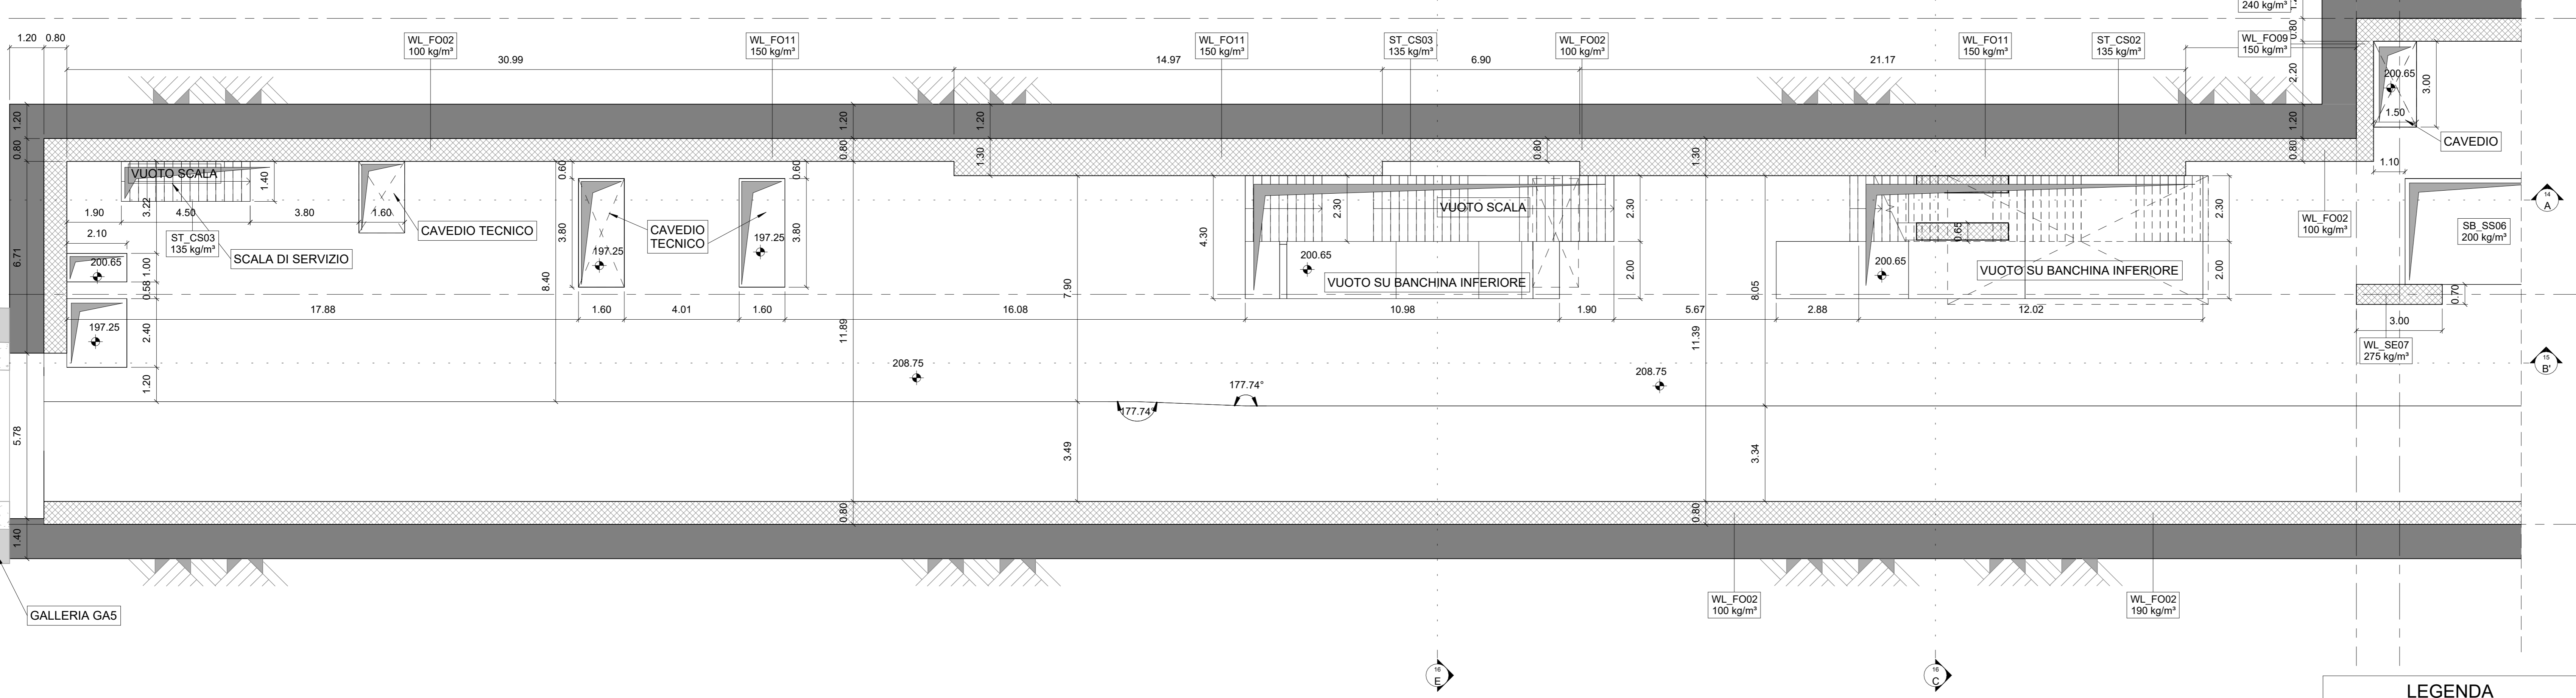 240 kg/m³
1.20
0.80
WL_FO02
100 kg/m³
WL_FO11
150 kg/m³
WL_FO11
150 kg/m³
ST_CS03
135 kg/m³
WL_FO02
100 kg/m³
WL_FO11
150 kg/m³
ST_CS02
135 kg/m³
WL_FO09
150 kg/m³
0.80
30.99
14.97
6.90
21.17
2.20
200.65
3.00
1.50
CAVEDIO
1.20
0.80
1.20
0.80
1.20
1.30
0.80
1.30
1.20
0.80
1.10
VUOTO SCALA
1.40
3.22
1.90
4.50
3.80
1.60
2.10
ST_CS03
135 kg/m³
SCALA DI SERVIZIO
CAVEDIO TECNICO
0.60
3.80
8.40
CAVEDIO
TECNICO
197.25
197.25
0.60
3.80
4.30
2.30
VUOTO SCALA
2.30
2.00
200.65
VUOTO SU BANCHINA INFERIORE
0.65
200.65
VUOTO SU BANCHINA INFERIORE
2.30
2.00
WL_FO02
100 kg/m³
SB_SS06
200 kg/m³
14
A
6.71
200.65
1.00
0.58
197.25
2.40
1.20
17.88
1.60
4.01
1.60
16.08
10.98
1.90
5.67
2.88
12.02
0.70
3.00
WL_SE07
275 kg/m³
15
B'
11.89
7.90
8.05
11.39
208.75
208.75
177.74°
177.74°
5.78
3.49
3.34
1.40
0.80
0.80
GALLERIA GA5
WL_FO02
100 kg/m³
WL_FO02
190 kg/m³
16
E
16
C
LEGENDA